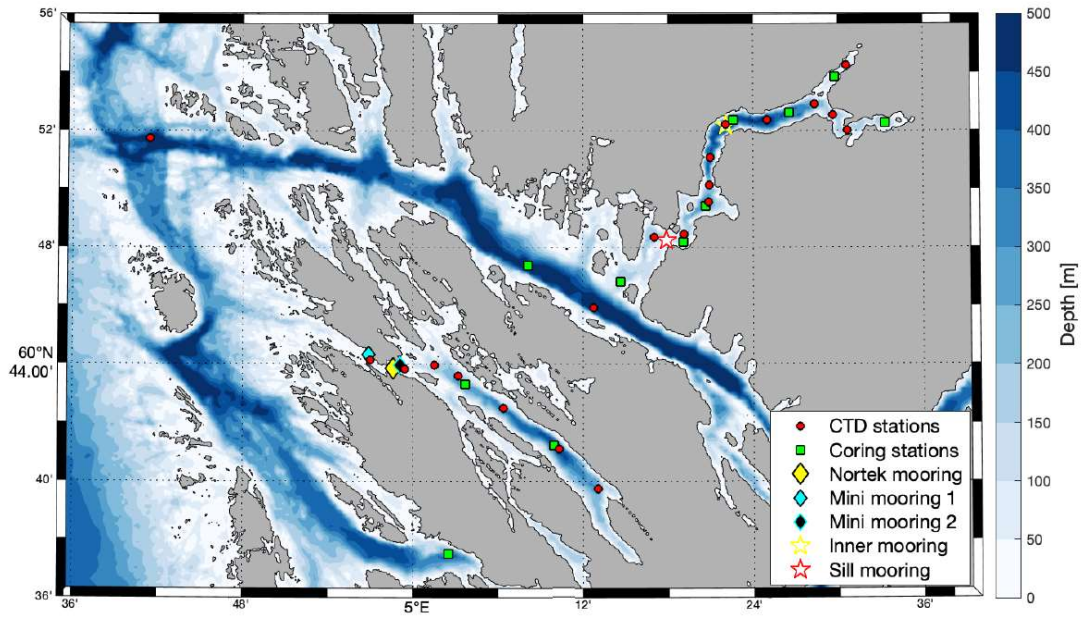 56'
52'
48'
60°N
44.00'
40'
36'
36'
48'
5°E
12'
24'
36'
500
450
400
350
300
250
200
150
100
50
0
Depth [m]
CTD stations
Coring stations
Nortek mooring
Mini mooring 1
Mini mooring 2
Inner mooring
Sill mooring